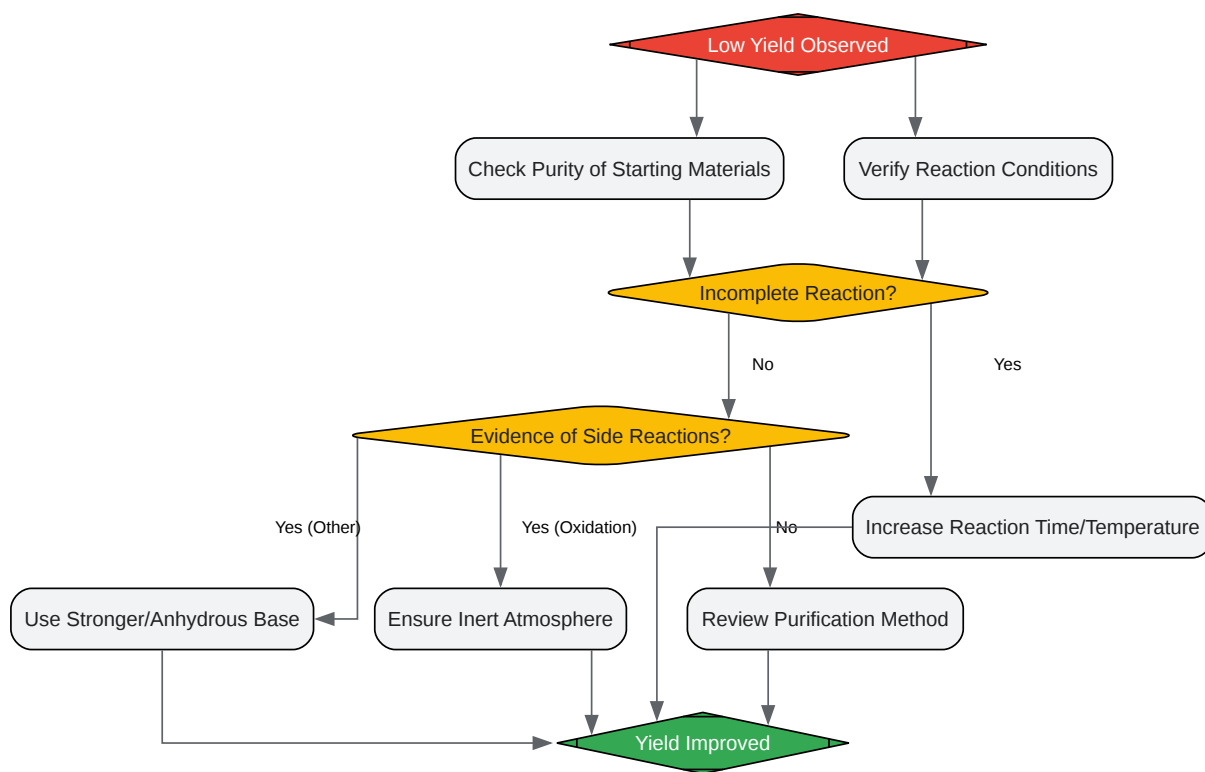 Low Yield Observed
Check Purity of Starting Materials
Verify Reaction Conditions
Incomplete Reaction?
No
Yes
Evidence of Side Reactions?
Yes (Other)
Yes (Oxidation)
No
Increase Reaction Time/Temperature
Use Stronger/Anhydrous Base
Ensure Inert Atmosphere
Review Purification Method
Yield Improved